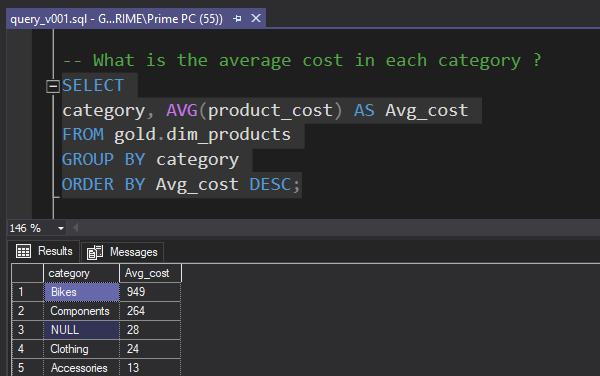 query_v001.sql - G...RIME\Prime PC (55))
-- What is the average cost in each category ?
SELECT
category, AVG(product_cost) AS Avg_cost
FROM gold.dim_products
GROUP BY category
ORDER BY Avg_cost DESC;
146 %
Results Messages
category Avg_cost
1 Bikes 949
2 Components 264
3 NULL 28
4 Clothing 24
5 Accessories 13